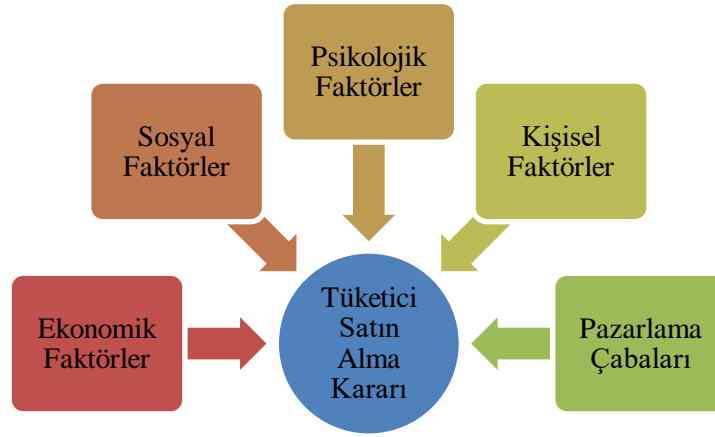 Psikolojik
Faktörler
Sosyal
Faktörler
Kişisel
Faktörler
Ekonomik
Faktörler
Tüketici
Satın
Alma
Kararı
Pazarlama
Çabaları